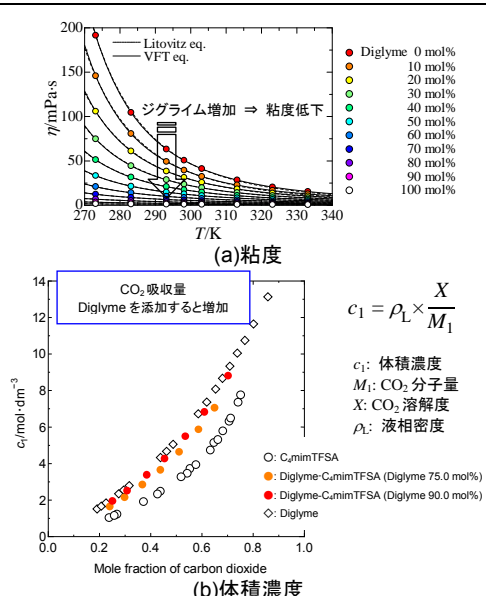 200
150
100
50
0
η/mPa·s
Litovitz eq.
VFT eq.
ジグライム増加 ⇒ 粘度低下
270 280 290 300 310 320 330 340
T/K
Diglyme 0 mol%
10 mol%
20 mol%
30 mol%
40 mol%
50 mol%
60 mol%
70 mol%
80 mol%
90 mol%
100 mol%
(a)粘度
14
12
10
8
6
4
2
0
c₁/mol·dm⁻³
CO₂ 吸収量
Diglyme を添加すると増加
○: C₄mimTFSA
●: Diglyme-C₄mimTFSA (Diglyme 75.0 mol%)
●: Diglyme-C₄mimTFSA (Diglyme 90.0 mol%)
◇: Diglyme
0.0 0.2 0.4 0.6 0.8 1.0
Mole fraction of carbon dioxide
c₁ = ρL × X/M₁
c₁: 体積濃度
M₁: CO₂ 分子量
X: CO₂ 溶解度
ρL: 液相密度
(b)体積濃度